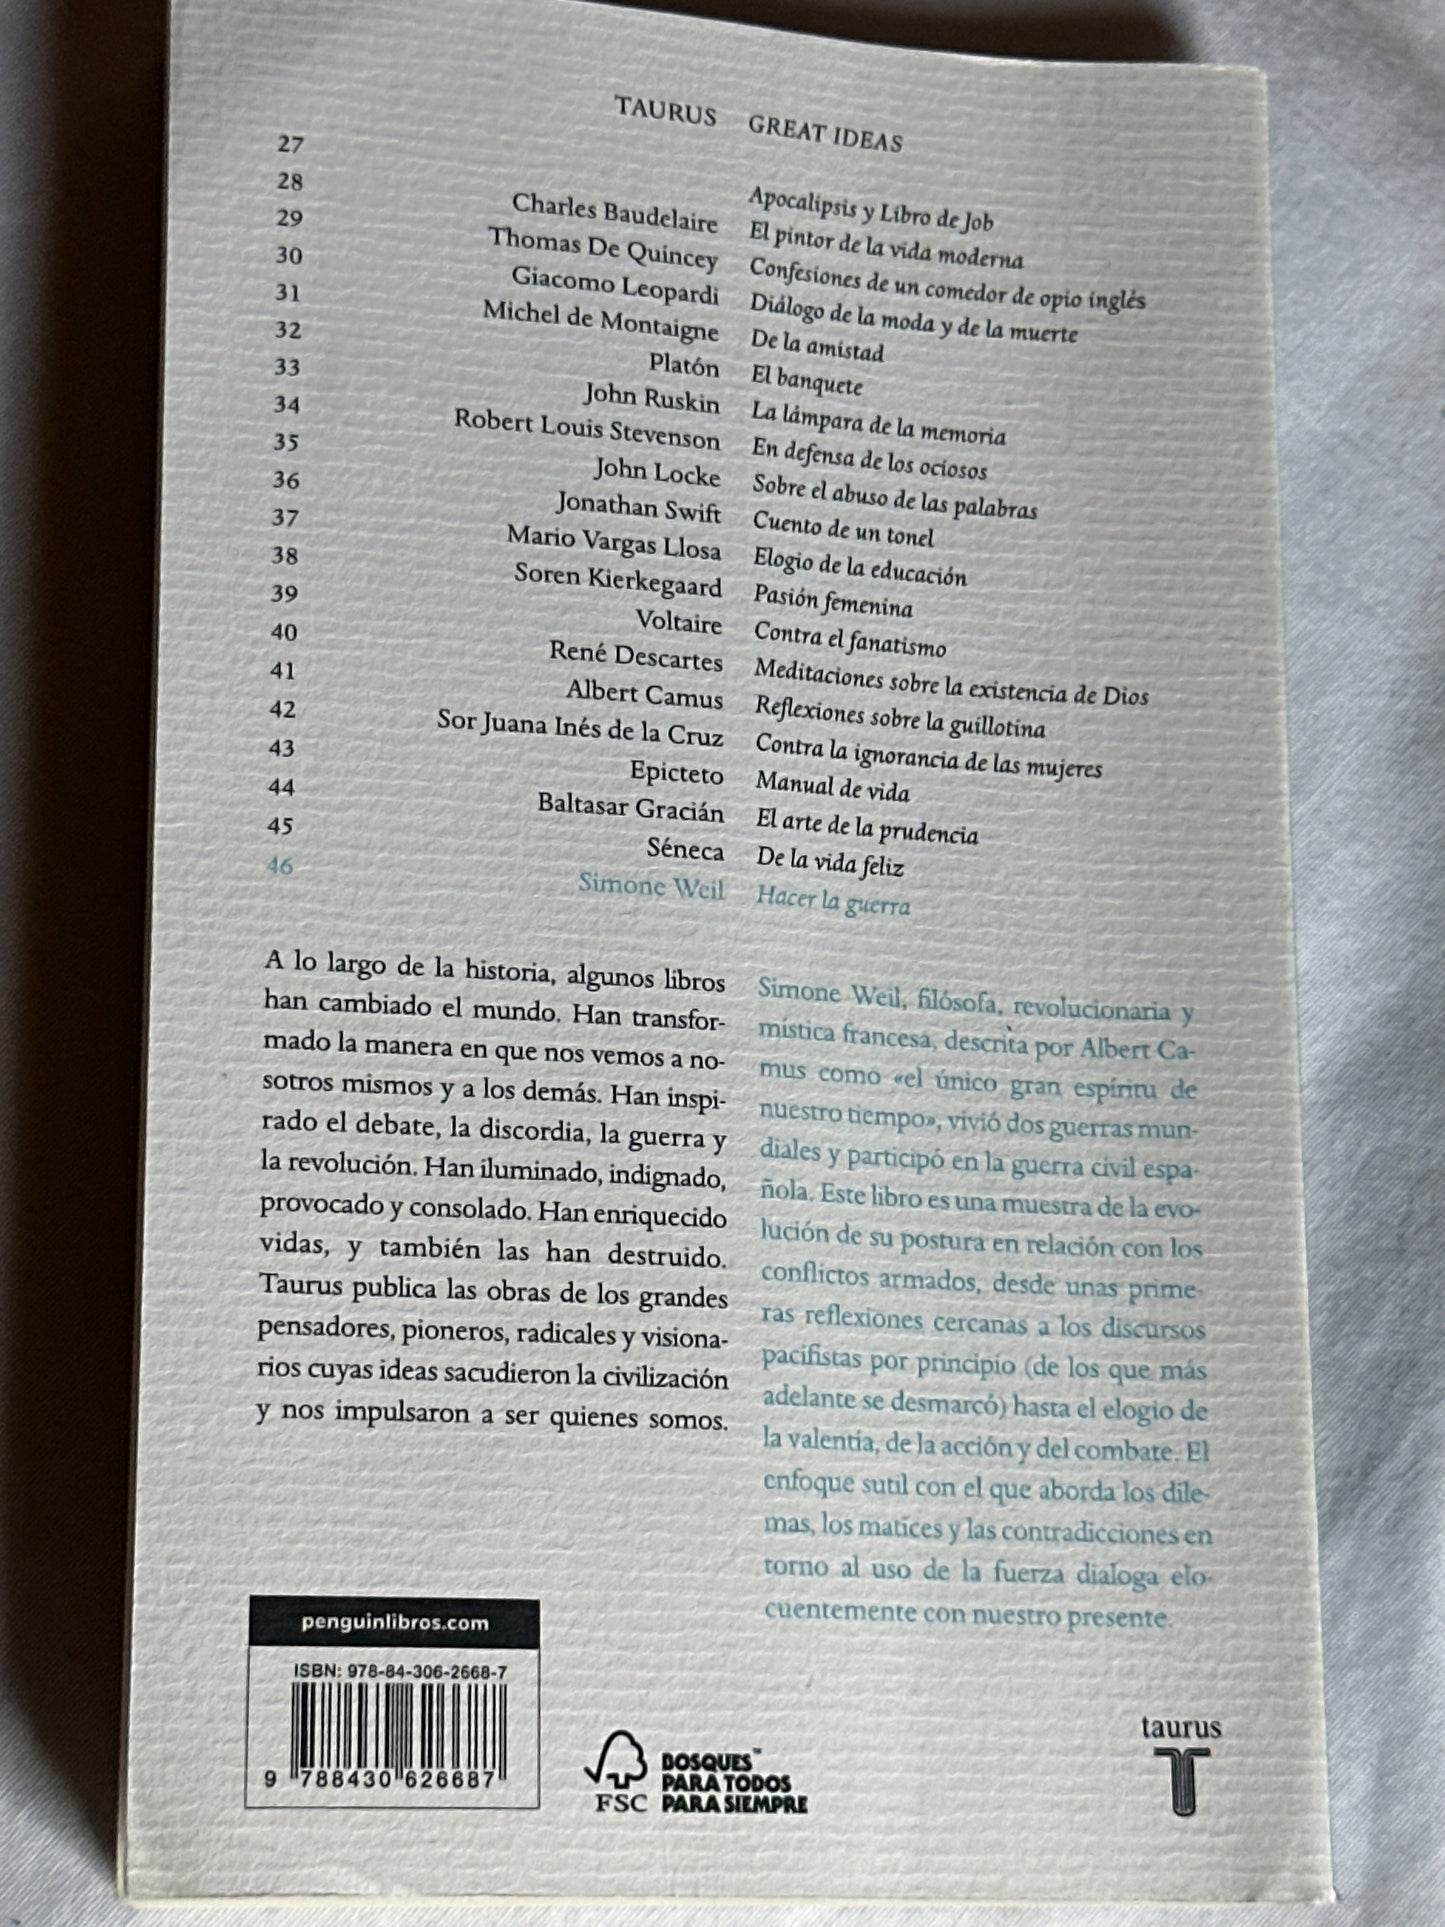 TAURUS GREAT IDEAS
27 Apocalipsis y Libro de Job
28 Charles Baudelaire El pintor de la vida moderna
29 Thomas De Quincey Confesiones de un comedor de opio inglés
30 Giacomo Leopardi Diálogo de la moda y de la muerte
31 Michel de Montaigne De la amistad
32 Platón El banquete
33 John Ruskin La lámpara de la memoria
34 Robert Louis Stevenson En defensa de los ociosos
35 John Locke Sobre el abuso de las palabras
36 Jonathan Swift Cuento de un tonel
37 Mario Vargas Llosa Elogio de la educación
38 Soren Kierkegaard Pasión femenina
39 Voltaire Contra el fanatismo
40 René Descartes Meditaciones sobre la existencia de Dios
41 Albert Camus Reflexiones sobre la guillotina
42 Sor Juana Inés de la Cruz Contra la ignorancia de las mujeres
43 Epicteto Manual de vida
44 Baltasar Gracián El arte de la prudencia
45 Séneca De la vida feliz
46 Simone Weil Hacer la guerra
A lo largo de la historia, algunos libros
han cambiado el mundo. Han transfor-
mado la manera en que nos vemos a no-
sotros mismos y a los demás. Han inspi-
rado el debate, la discordia, la guerra y
la revolución. Han iluminado, indignado,
provocado y consolado. Han enriquecido
vidas, y también las han destruido.
Taurus publica las obras de los grandes
pensadores, pioneros, radicales y visiona-
rios cuyas ideas sacudieron la civilización
y nos impulsaron a ser quienes somos.
Simone Weil, filósofa, revolucionaria y
mística francesa, descrita por Albert Ca-
mus como «el único gran espíritu de
nuestro tiempo», vivió dos guerras mun-
diales y participó en la guerra civil espa-
ñola. Este libro es una muestra de la evo-
lución de su postura en relación con los
conflictos armados, desde unas prime-
ras reflexiones cercanas a los discursos
pacifistas por principio (de los que más
adelante se desmarcó) hasta el elogio de
la valentía, de la acción y del combate. El
enfoque sutil con el que aborda los dile-
mas, los matices y las contradicciones en
torno al uso de la fuerza dialoga elo-
cuentemente con nuestro presente.
penguinlibros.com
ISBN: 978-84-306-2668-7
9 788430 626687
FSC
BOSQUES™
PARA TODOS
PARA SIEMPRE
taurus